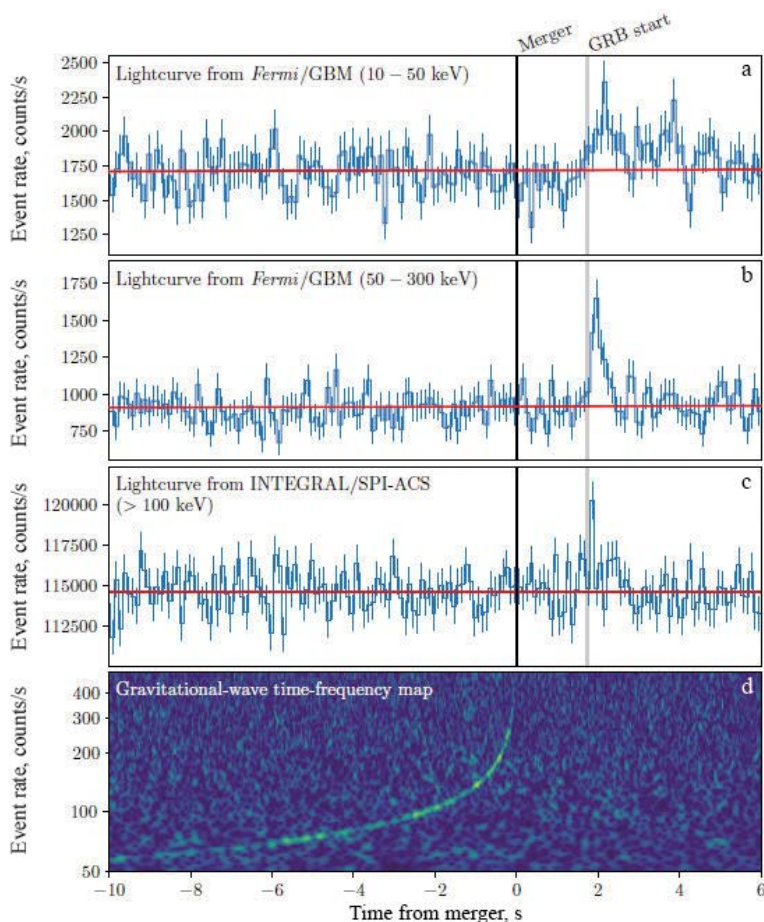 Merger
GRB start
2500
2250
2000
1750
1500
1250
Event rate, counts/s
Lightcurve from Fermi/GBM (10 − 50 keV)
a
1750
1500
1250
1000
750
Event rate, counts/s
Lightcurve from Fermi/GBM (50 − 300 keV)
b
120000
117500
115000
112500
Event rate, counts/s
Lightcurve from INTEGRAL/SPI-ACS
(> 100 keV)
c
400
300
200
100
50
Event rate, counts/s
Gravitational-wave time-frequency map
d
−10 −8 −6 −4 −2 0 2 4 6
Time from merger, s